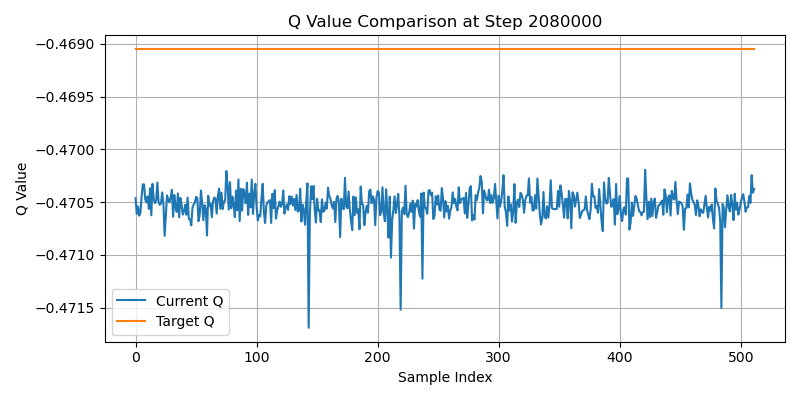 Q Value Comparison at Step 2080000
Q Value
−0.4690
−0.4695
−0.4700
−0.4705
−0.4710
−0.4715
Current Q
Target Q
0 100 200 300 400 500
Sample Index